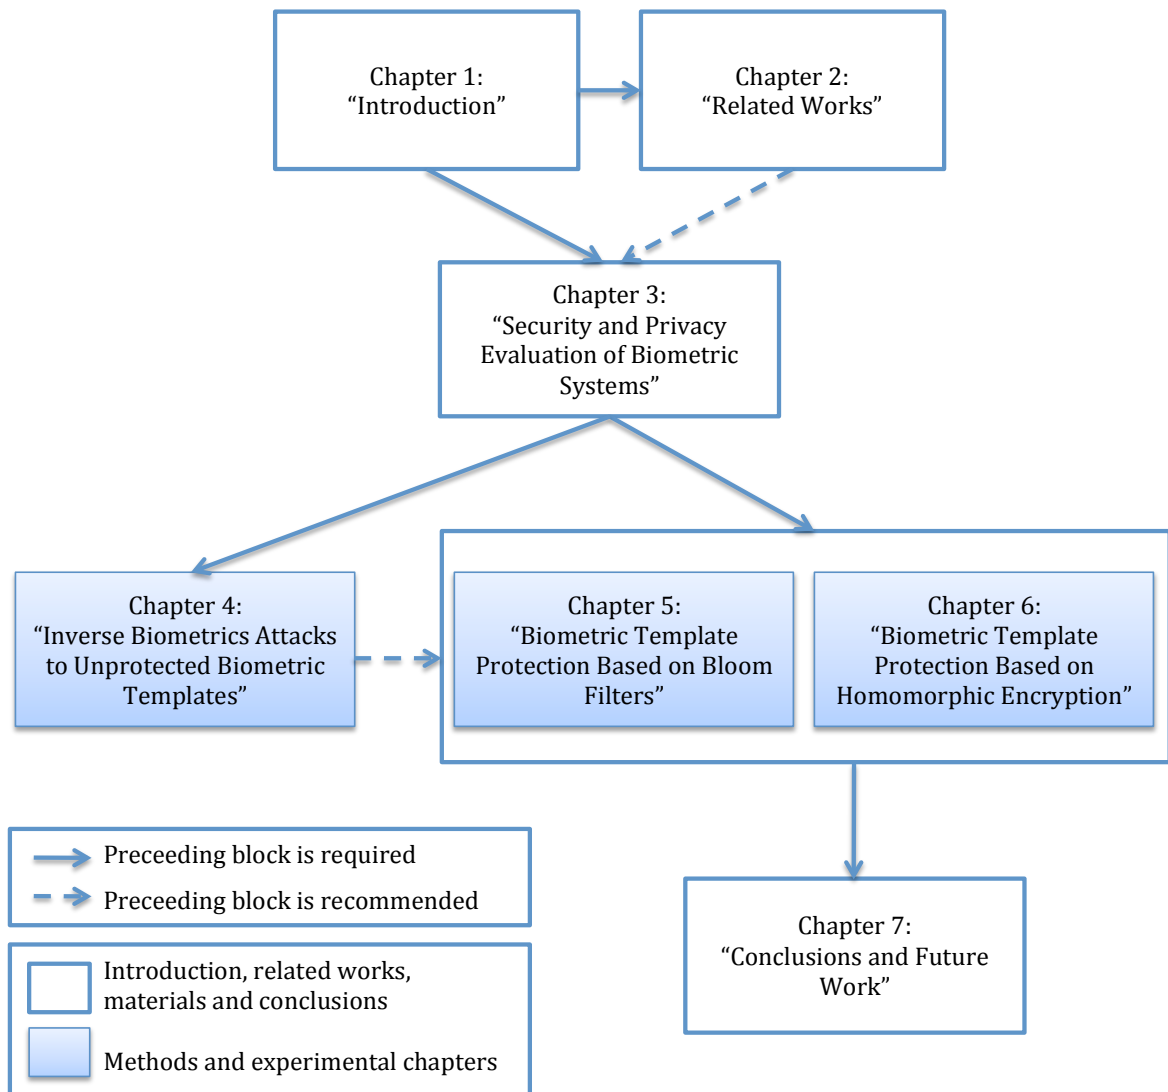 Chapter 1:
“Introduction”
Chapter 2:
“Related Works”
Chapter 3:
“Security and Privacy
Evaluation of Biometric
Systems”
Chapter 4:
“Inverse Biometrics Attacks
to Unprotected Biometric
Templates”
Chapter 5:
“Biometric Template
Protection Based on Bloom
Filters”
Chapter 6:
“Biometric Template
Protection Based on
Homomorphic Encryption”
Preceeding block is required
Preceeding block is recommended
Introduction, related works,
materials and conclusions
Methods and experimental chapters
Chapter 7:
“Conclusions and Future
Work”